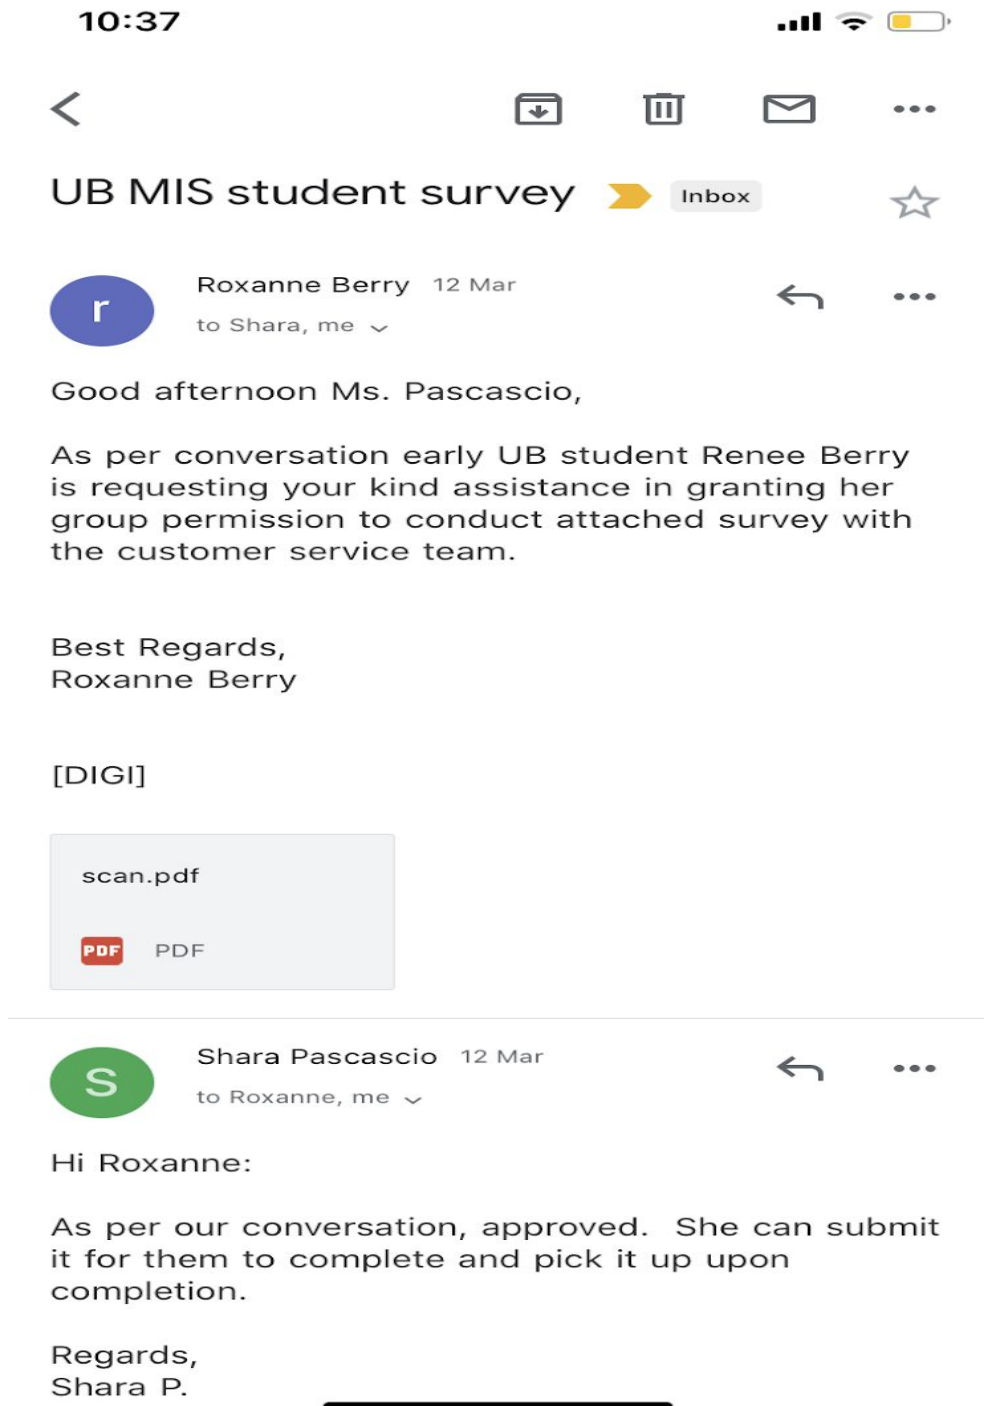 10:37
UB MIS student survey Inbox
r
Roxanne Berry 12 Mar
to Shara, me
Good afternoon Ms. Pascascio,
As per conversation early UB student Renee Berry
is requesting your kind assistance in granting her
group permission to conduct attached survey with
the customer service team.
Best Regards,
Roxanne Berry
[DIGI]
scan.pdf
PDF PDF
S
Shara Pascascio 12 Mar
to Roxanne, me
Hi Roxanne:
As per our conversation, approved.  She can submit
it for them to complete and pick it up upon
completion.
Regards,
Shara P.